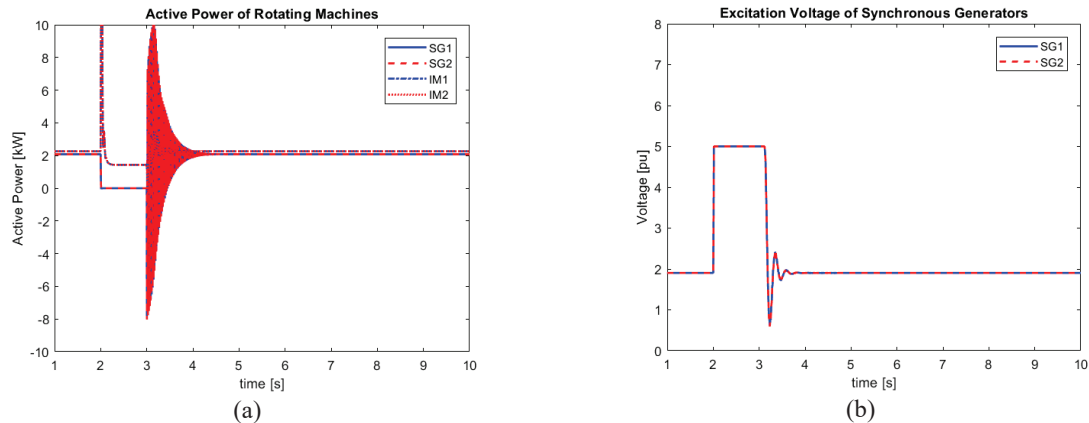 Active Power of Rotating Machines
10
8
6
4
2
0
-2
-4
-6
-8
-10
Active Power [kW]
SG1
SG2
IM1
IM2
1 2 3 4 5 6 7 8 9 10
time [s]
(a)
Excitation Voltage of Synchronous Generators
8
7
6
5
4
3
2
1
0
Voltage [pu]
SG1
SG2
1 2 3 4 5 6 7 8 9 10
time [s]
(b)